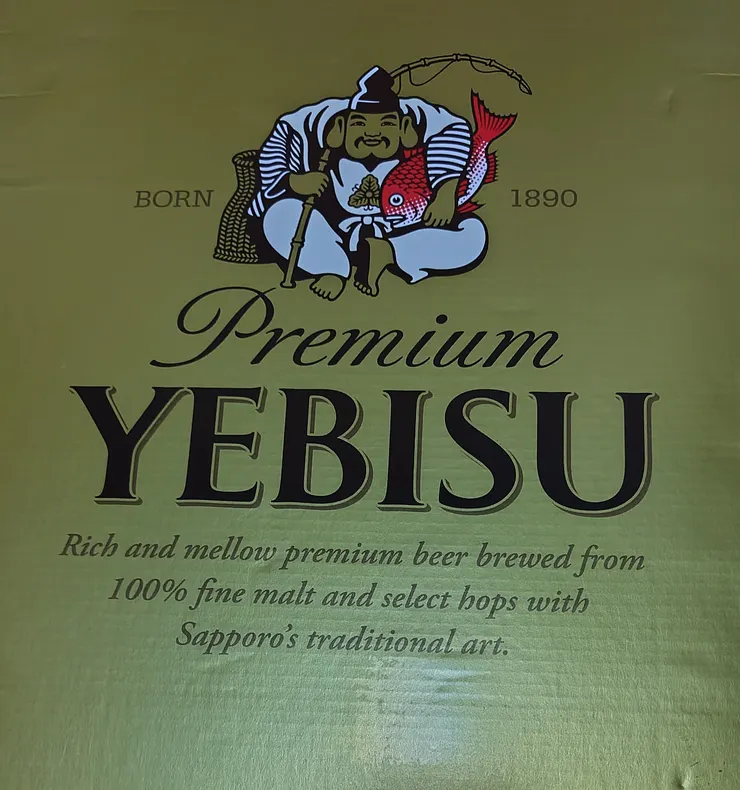 BORN 1890
Premium
YEBISU
Rich and mellow premium beer brewed from
100% fine malt and select hops with
Sapporo's traditional art.